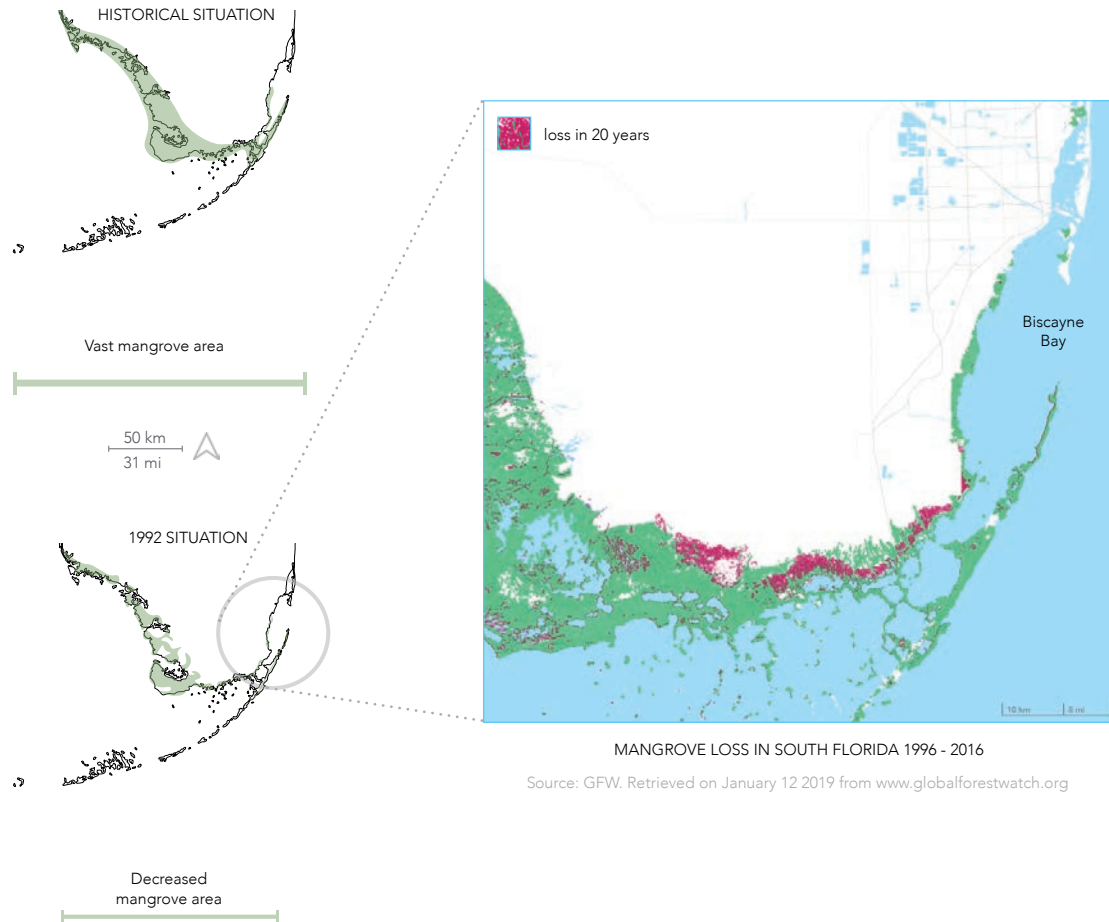 HISTORICAL SITUATION
loss in 20 years
Biscayne
Bay
Vast mangrove area
50 km
31 mi
1992 SITUATION
10 km
8 mi
MANGROVE LOSS IN SOUTH FLORIDA 1996 - 2016
Source: GFW. Retrieved on January 12 2019 from www.globalforestwatch.org
Decreased
mangrove area